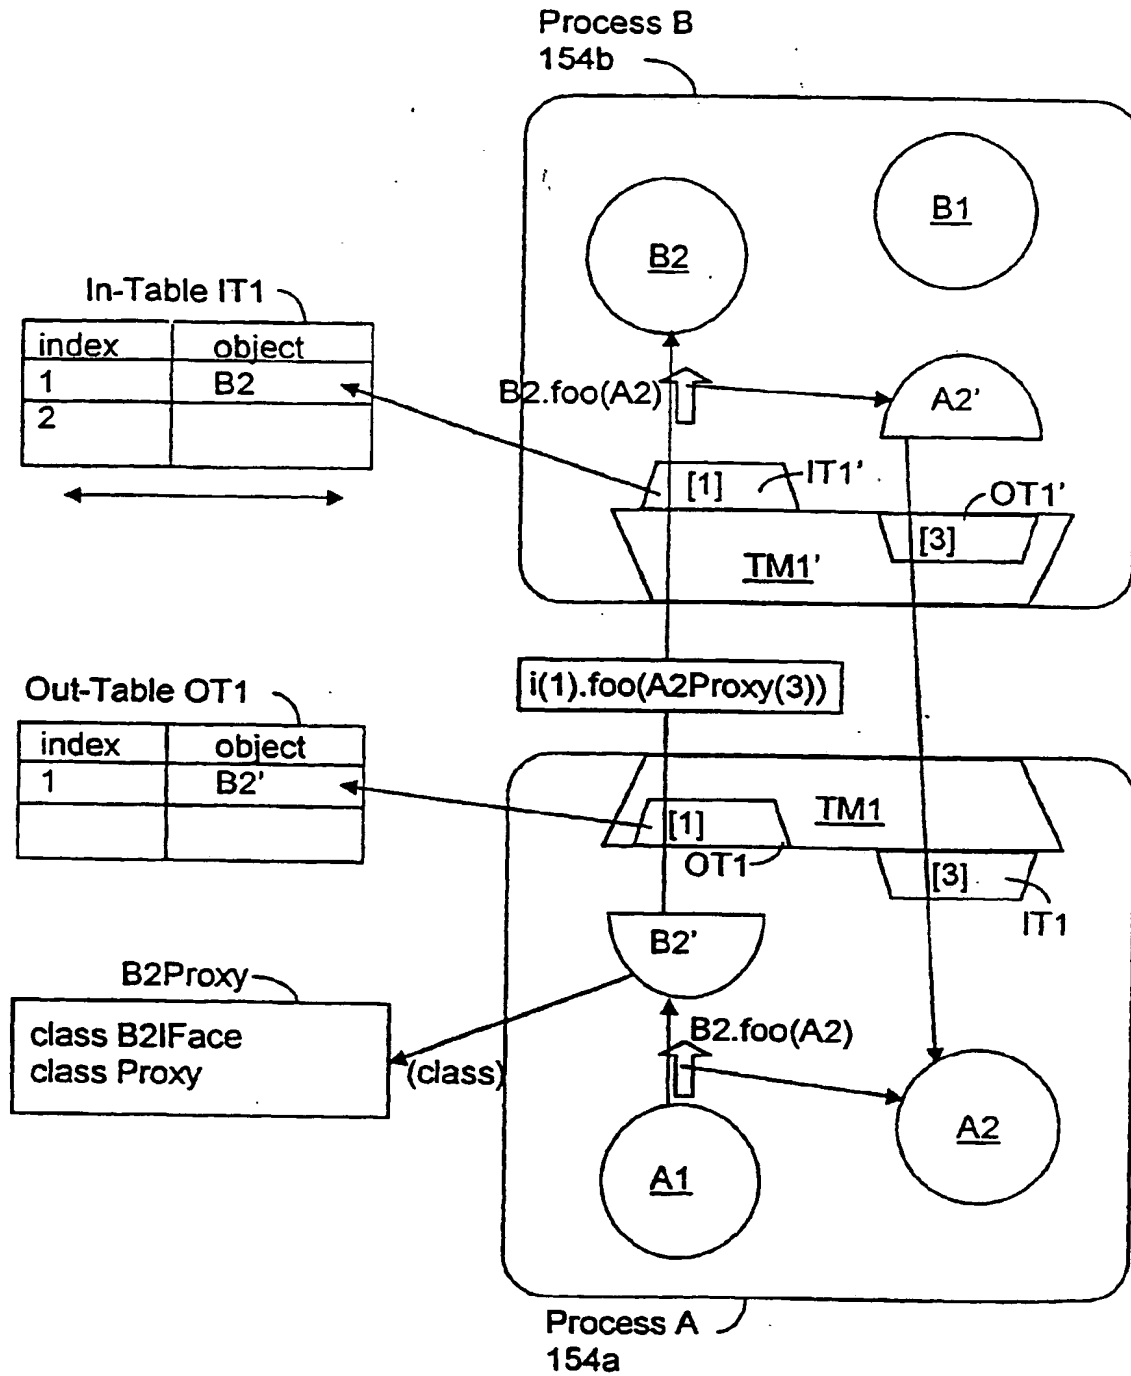 Process B
154b
B1
B2
In-Table IT1
index object
1 B2
2
B2.foo(A2)
A2'
[1]
IT1'
OT1'
[3]
TM1'
i(1).foo(A2Proxy(3))
Out-Table OT1
index object
1 B2'
TM1
[1]
OT1
[3]
IT1
B2'
B2Proxy
class B2IFace
class Proxy
(class)
B2.foo(A2)
A2
A1
Process A
154a